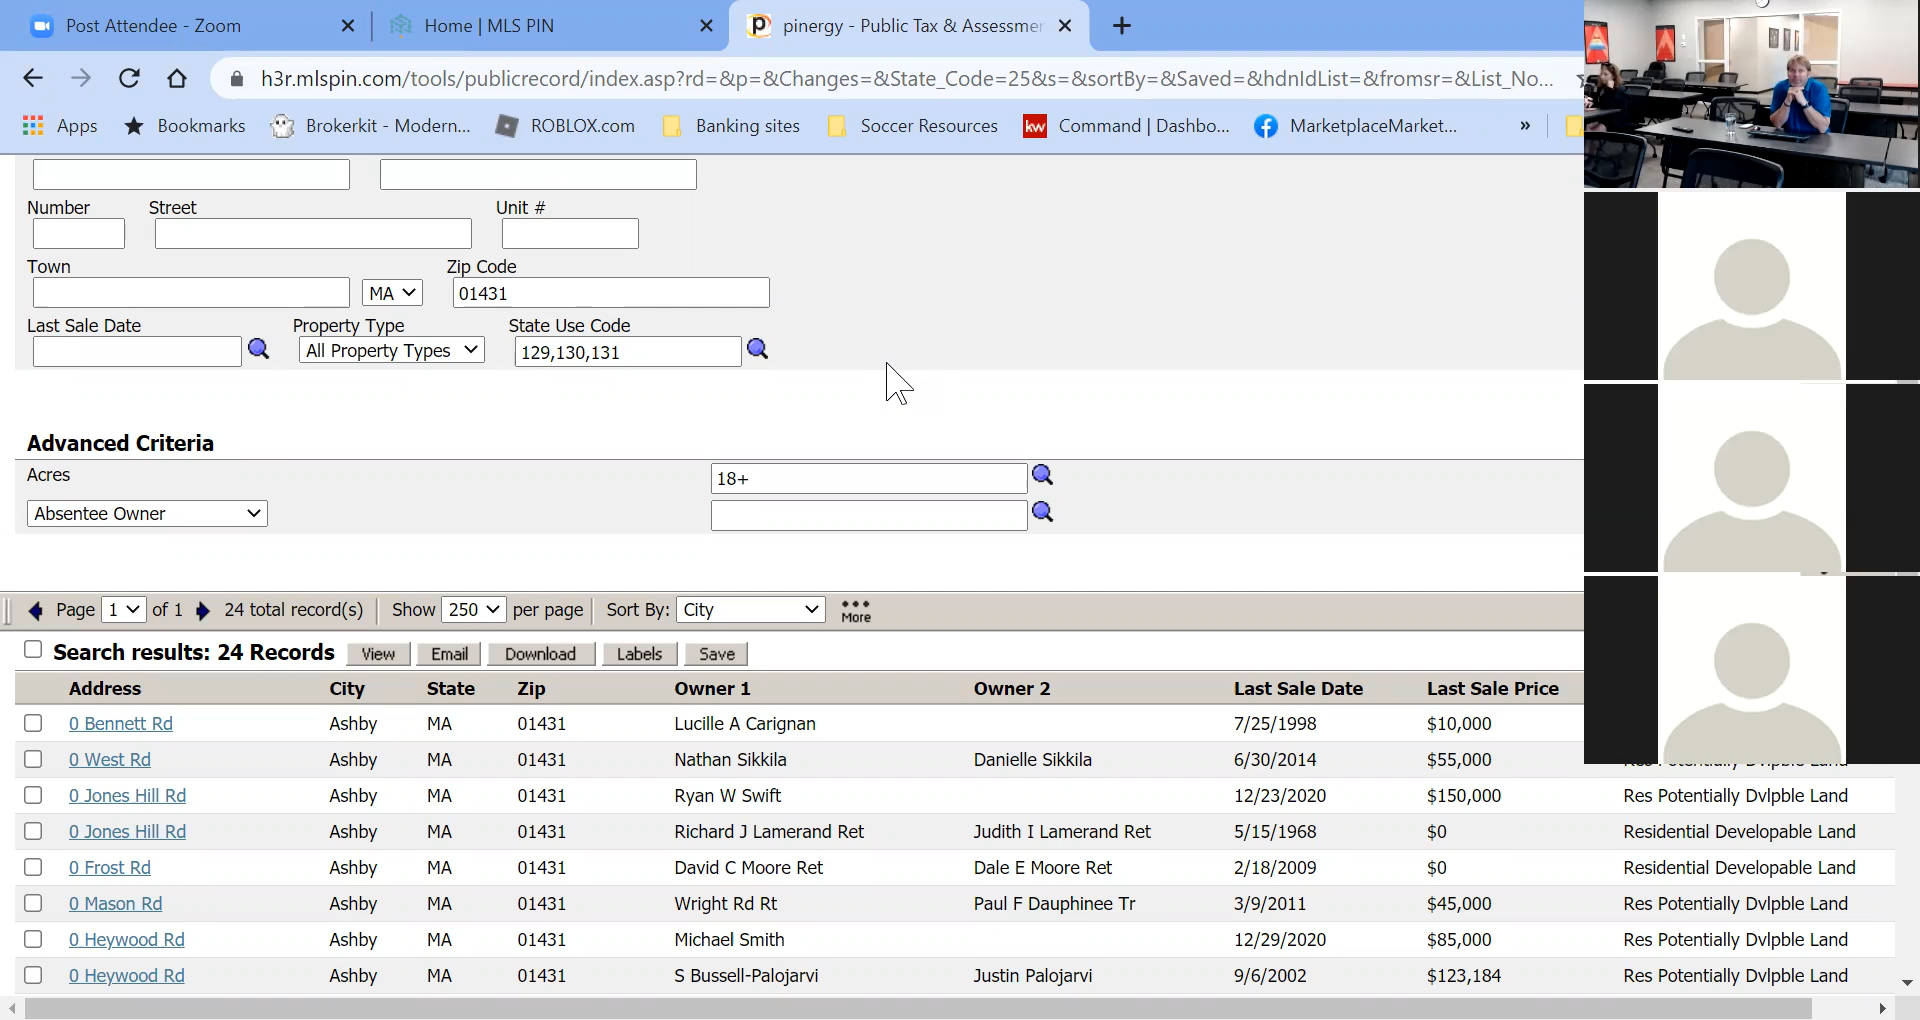 Post Attendee - Zoom
Home | MLS PIN
pinergy - Public Tax & Assessmer
h3r.mlspin.com/tools/publicrecord/index.asp?rd=&p=&Changes=&State_Code=25&s=&sortBy=&Saved=&hdnIdList=&fromsr=&List_No...
Apps
Bookmarks
Brokerkit - Modern...
ROBLOX.com
Banking sites
Soccer Resources
kw Command | Dashbo...
MarketplaceMarket...
»
Number Street Unit #
Town Zip Code
MA 01431
Last Sale Date Property Type State Use Code
All Property Types 129,130,131
Advanced Criteria
Acres 18+
Absentee Owner
Page 1 of 1 24 total record(s) Show 250 per page Sort By: City More
Search results: 24 Records View Email Download Labels Save
Address City State Zip Owner 1 Owner 2 Last Sale Date Last Sale Price
0 Bennett Rd Ashby MA 01431 Lucille A Carignan 7/25/1998 $10,000
0 West Rd Ashby MA 01431 Nathan Sikkila Danielle Sikkila 6/30/2014 $55,000
0 Jones Hill Rd Ashby MA 01431 Ryan W Swift 12/23/2020 $150,000 Res Potentially Dvlpble Land
0 Jones Hill Rd Ashby MA 01431 Richard J Lamerand Ret Judith I Lamerand Ret 5/15/1968 $0 Residential Developable Land
0 Frost Rd Ashby MA 01431 David C Moore Ret Dale E Moore Ret 2/18/2009 $0 Residential Developable Land
0 Mason Rd Ashby MA 01431 Wright Rd Rt Paul F Dauphinee Tr 3/9/2011 $45,000 Res Potentially Dvlpble Land
0 Heywood Rd Ashby MA 01431 Michael Smith 12/29/2020 $85,000 Res Potentially Dvlpble Land
0 Heywood Rd Ashby MA 01431 S Bussell-Palojarvi Justin Palojarvi 9/6/2002 $123,184 Res Potentially Dvlpble Land